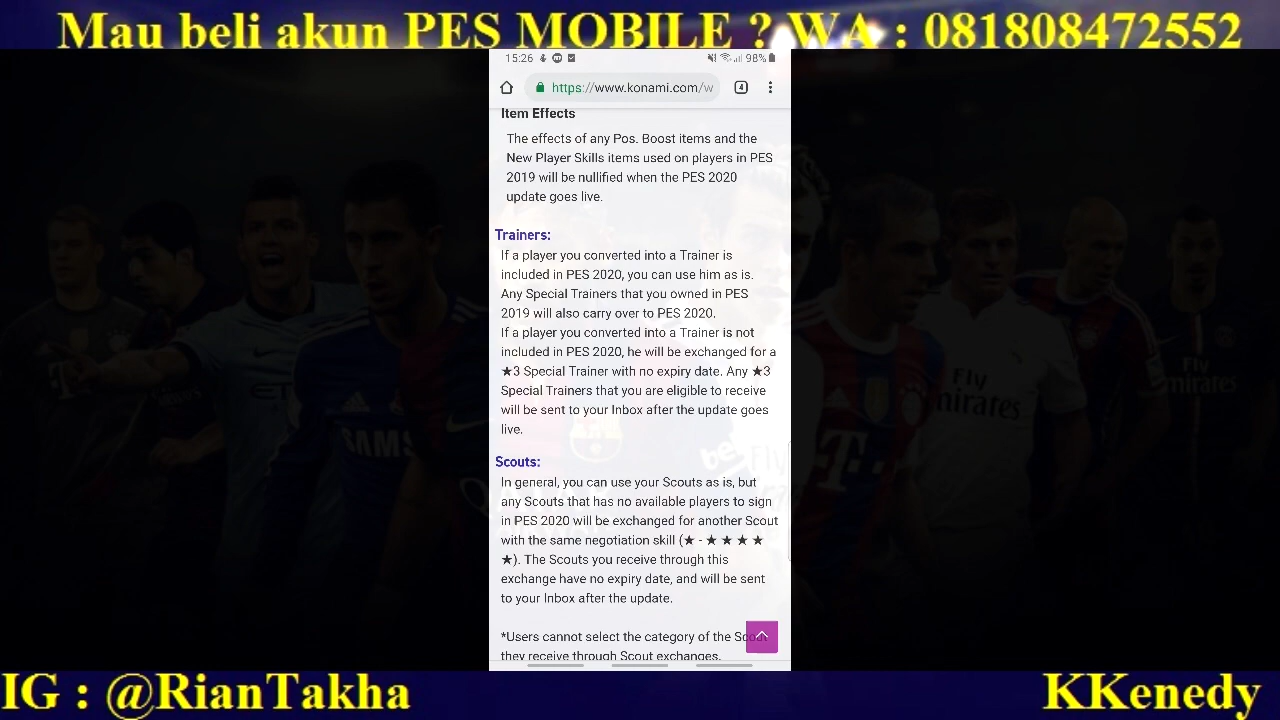 Mau beli akun PES MOBILE ? WA : 081808472552
15:26 98%
https://www.konami.com/w 4
Item Effects
The effects of any Pos. Boost items and the
New Player Skills items used on players in PES
2019 will be nullified when the PES 2020
update goes live.
Trainers:
If a player you converted into a Trainer is
included in PES 2020, you can use him as is.
Any Special Trainers that you owned in PES
2019 will also carry over to PES 2020.
If a player you converted into a Trainer is not
included in PES 2020, he will be exchanged for a
★3 Special Trainer with no expiry date. Any ★3
Special Trainers that you are eligible to receive
will be sent to your Inbox after the update goes
live.
Scouts:
In general, you can use your Scouts as is, but
any Scouts that has no available players to sign
in PES 2020 will be exchanged for another Scout
with the same negotiation skill (★ - ★ ★ ★ ★
★). The Scouts you receive through this
exchange have no expiry date, and will be sent
to your Inbox after the update.
*Users cannot select the category of the Scout
they receive through Scout exchanges.
Fly
Emirates
SAMS
IG : @RianTakha
KKenedy